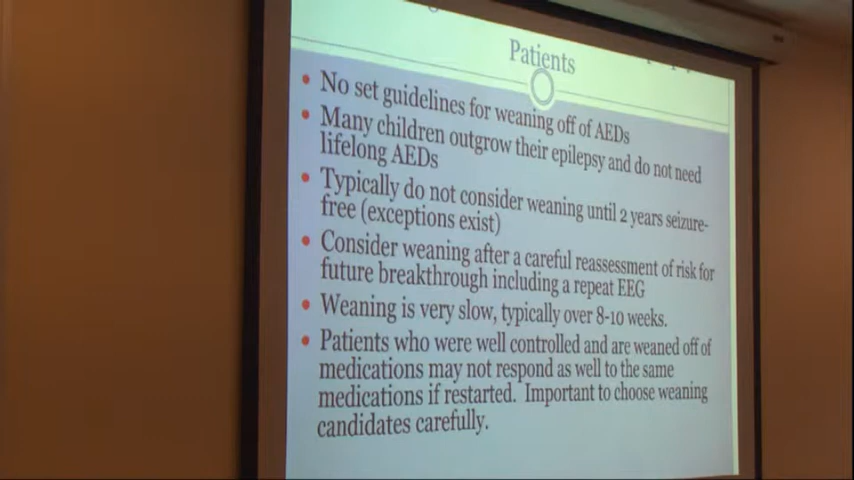 Patients
• No set guidelines for weaning off of AEDs
• Many children outgrow their epilepsy and do not need
lifelong AEDs
• Typically do not consider weaning until 2 years seizure-
free (exceptions exist)
• Consider weaning after a careful reassessment of risk for
future breakthrough including a repeat EEG
• Weaning is very slow, typically over 8-10 weeks.
• Patients who were well controlled and are weaned off of
medications may not respond as well to the same
medications if restarted. Important to choose weaning
candidates carefully.